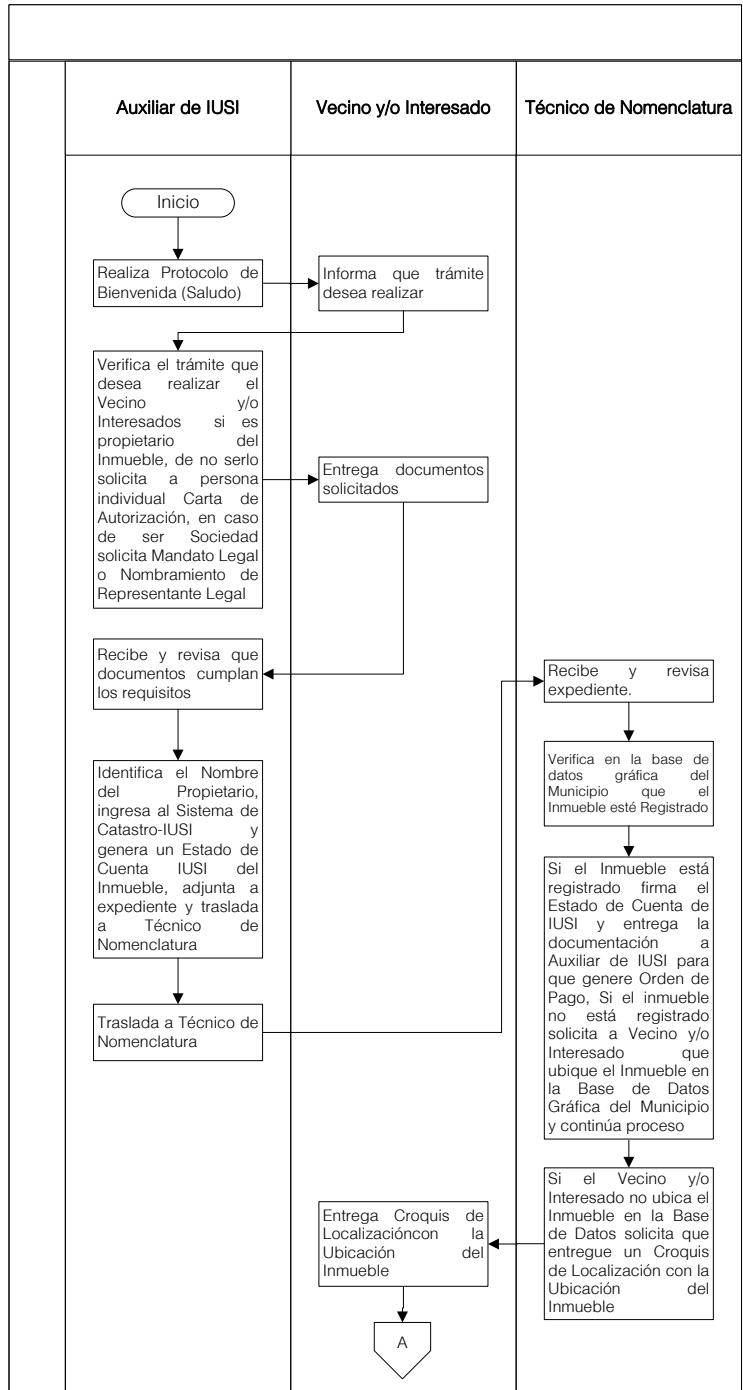 Auxiliar de IUSI
Vecino y/o Interesado
Técnico de Nomenclatura
Inicio
Realiza Protocolo de
Bienvenida (Saludo)
Informa que trámite
desea realizar
Verifica el trámite que
desea realizar el
Vecino y/o
Interesados si es
propietario del
Inmueble, de no serlo
solicita a persona
individual Carta de
Autorización, en caso
de ser Sociedad
solicita Mandato Legal
o Nombramiento de
Representante Legal
Entrega documentos
solicitados
Recibe y revisa que
documentos cumplan
los requisitos
Identifica el Nombre
del Propietario,
ingresa al Sistema de
Catastro-IUSI y
genera un Estado de
Cuenta IUSI del
Inmueble, adjunta a
expediente y traslada
a Técnico de
Nomenclatura
Traslada a Técnico de
Nomenclatura
Recibe y revisa
expediente.
Verifica en la base de
datos gráfica del
Municipio que el
Inmueble esté Registrado
Si el Inmueble está
registrado firma el
Estado de Cuenta de
IUSI y entrega la
documentación a
Auxiliar de IUSI para
que genere Orden de
Pago, Si el inmueble
no está registrado
solicita a Vecino y/o
Interesado que
ubique el Inmueble en
la Base de Datos
Gráfica del Municipio
y continúa proceso
Si el Vecino y/o
Interesado no ubica el
Inmueble en la Base
de Datos solicita que
entregue un Croquis
de Localización con la
Ubicación del
Inmueble
Entrega Croquis de
Localizacióncon la
Ubicación del
Inmueble
A